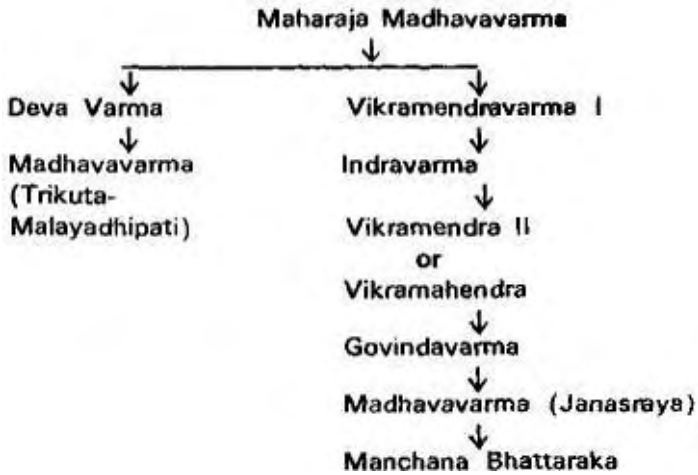 Maharaja Madhavavarma
Deva Varma Vikramendravarma I
Madhavavarma Indravarma
(Trikuta-
Malayadhipati) Vikramendra II
or
Vikramahendra
Govindavarma
Madhavavarma (Janasraya)
Manchana Bhattaraka